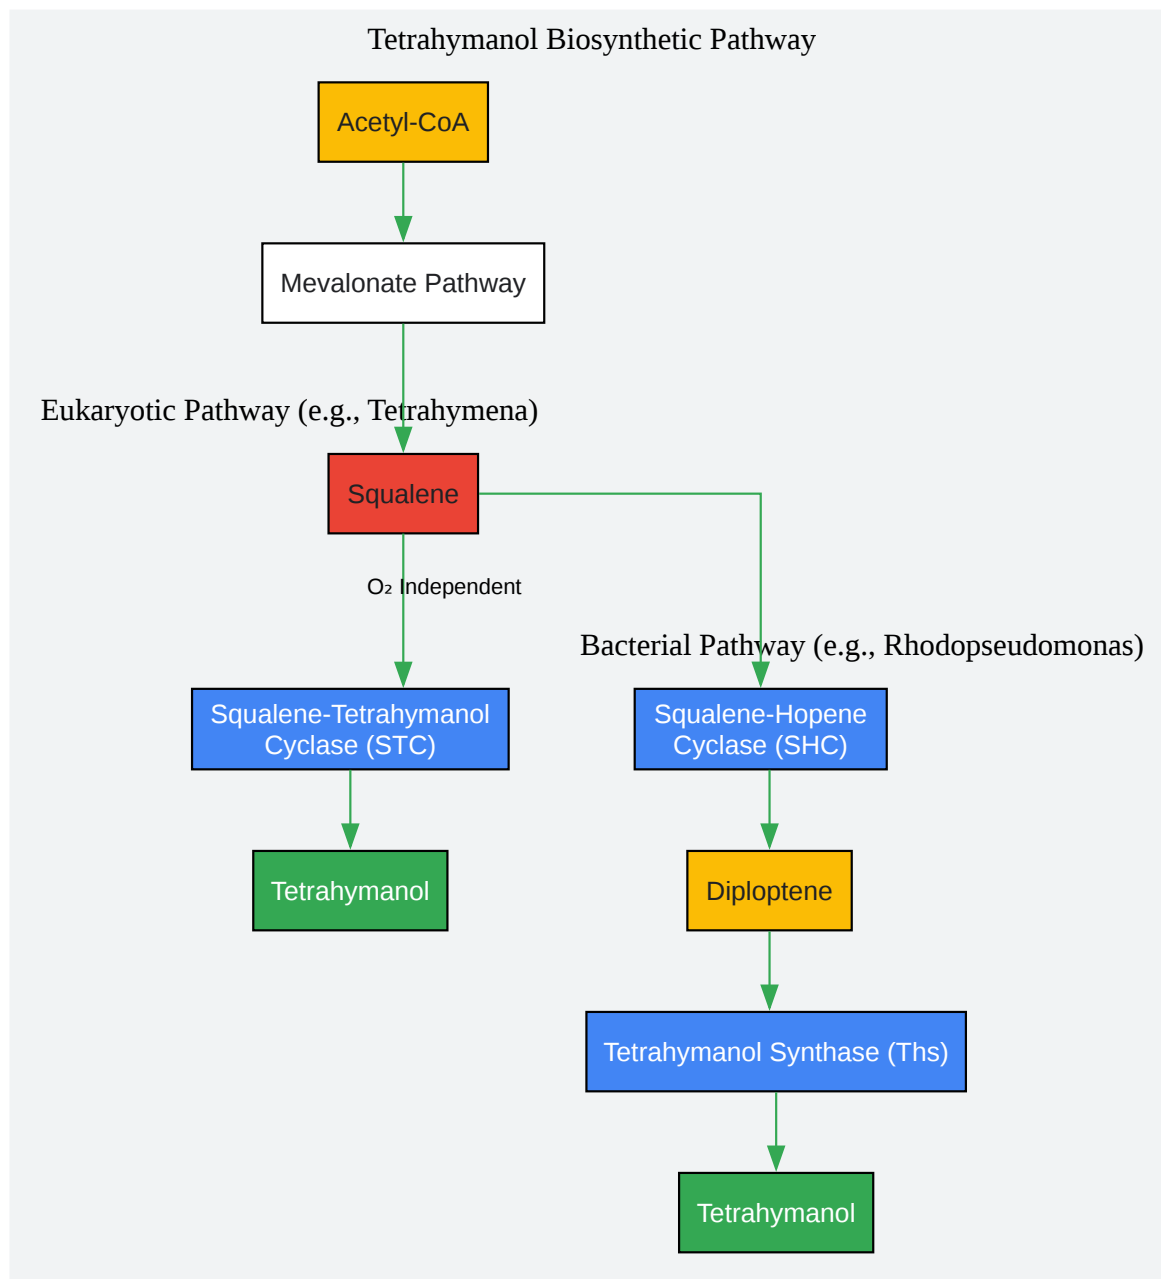 Tetrahymanol Biosynthetic Pathway
Acetyl-CoA
Mevalonate Pathway
Eukaryotic Pathway (e.g., Tetrahymena)
Squalene
O₂ Independent
Bacterial Pathway (e.g., Rhodopseudomonas)
Squalene-Tetrahymanol
Cyclase (STC)
Squalene-Hopene
Cyclase (SHC)
Tetrahymanol
Diploptene
Tetrahymanol Synthase (Ths)
Tetrahymanol